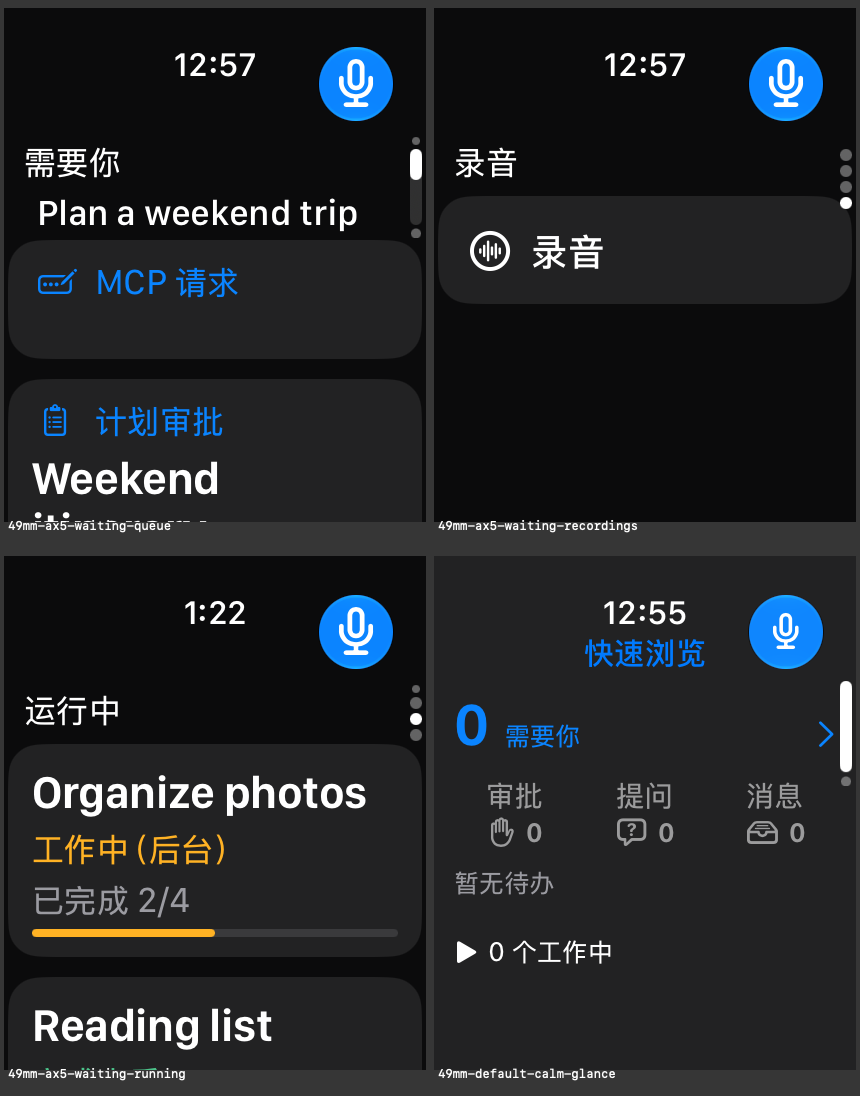 12:57
需要你
Plan a weekend trip
MCP 请求
计划审批
Weekend
49mm-ax5-waiting-queue
12:57
录音
录音
49mm-ax5-waiting-recordings
1:22
运行中
Organize photos
工作中 (后台)
已完成 2/4
Reading list
49mm-ax5-waiting-running
12:55
快速浏览
0 需要你
审批 提问 消息
0 0 0
暂无待办
0 个工作中
49mm-default-calm-glance